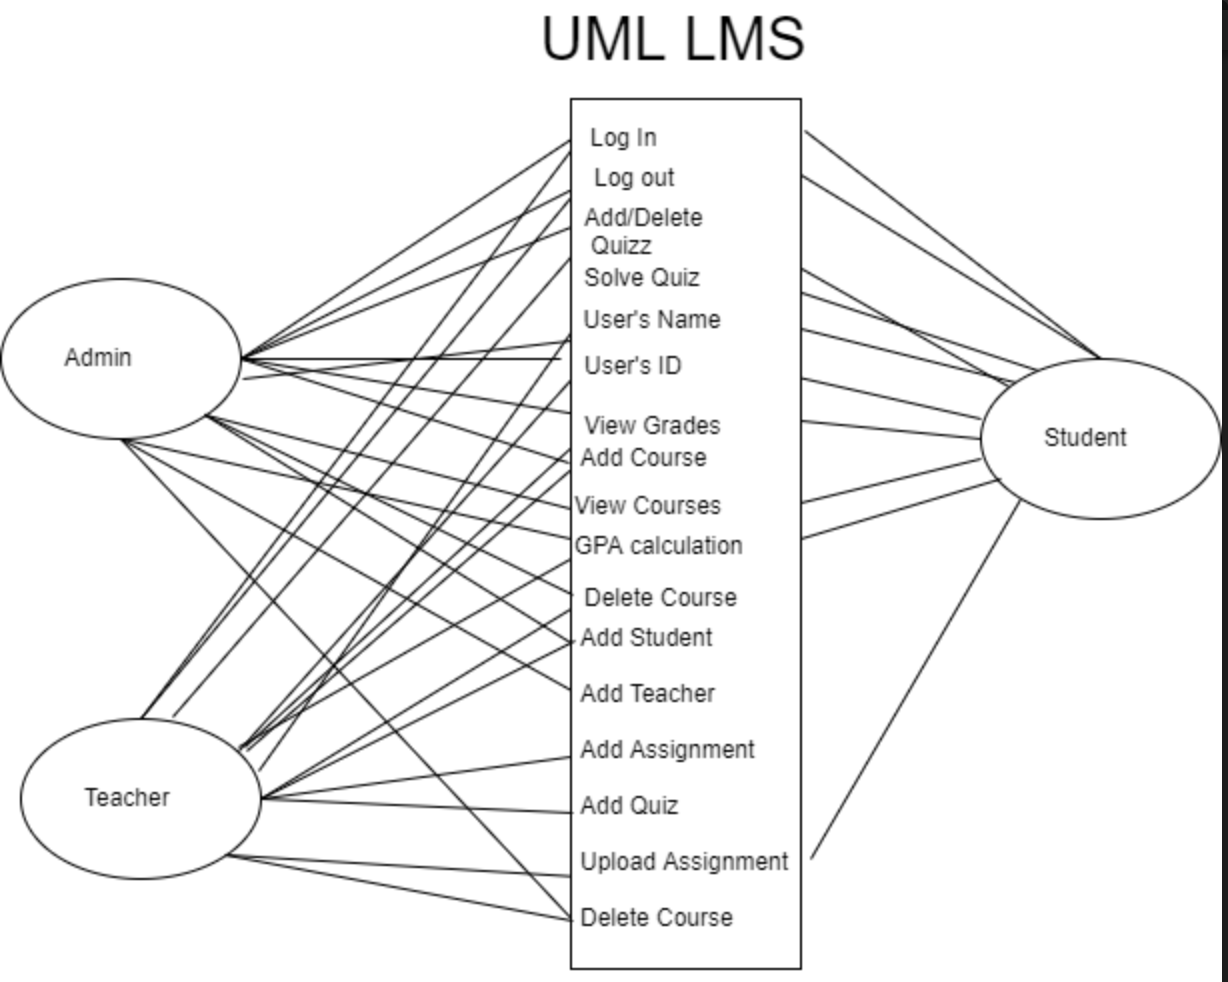 UML LMS
Log In
Log out
Add/Delete
Quizz
Solve Quiz
User's Name
User's ID
View Grades
Add Course
View Courses
GPA calculation
Delete Course
Add Student
Add Teacher
Add Assignment
Add Quiz
Upload Assignment
Delete Course
Admin
Teacher
Student